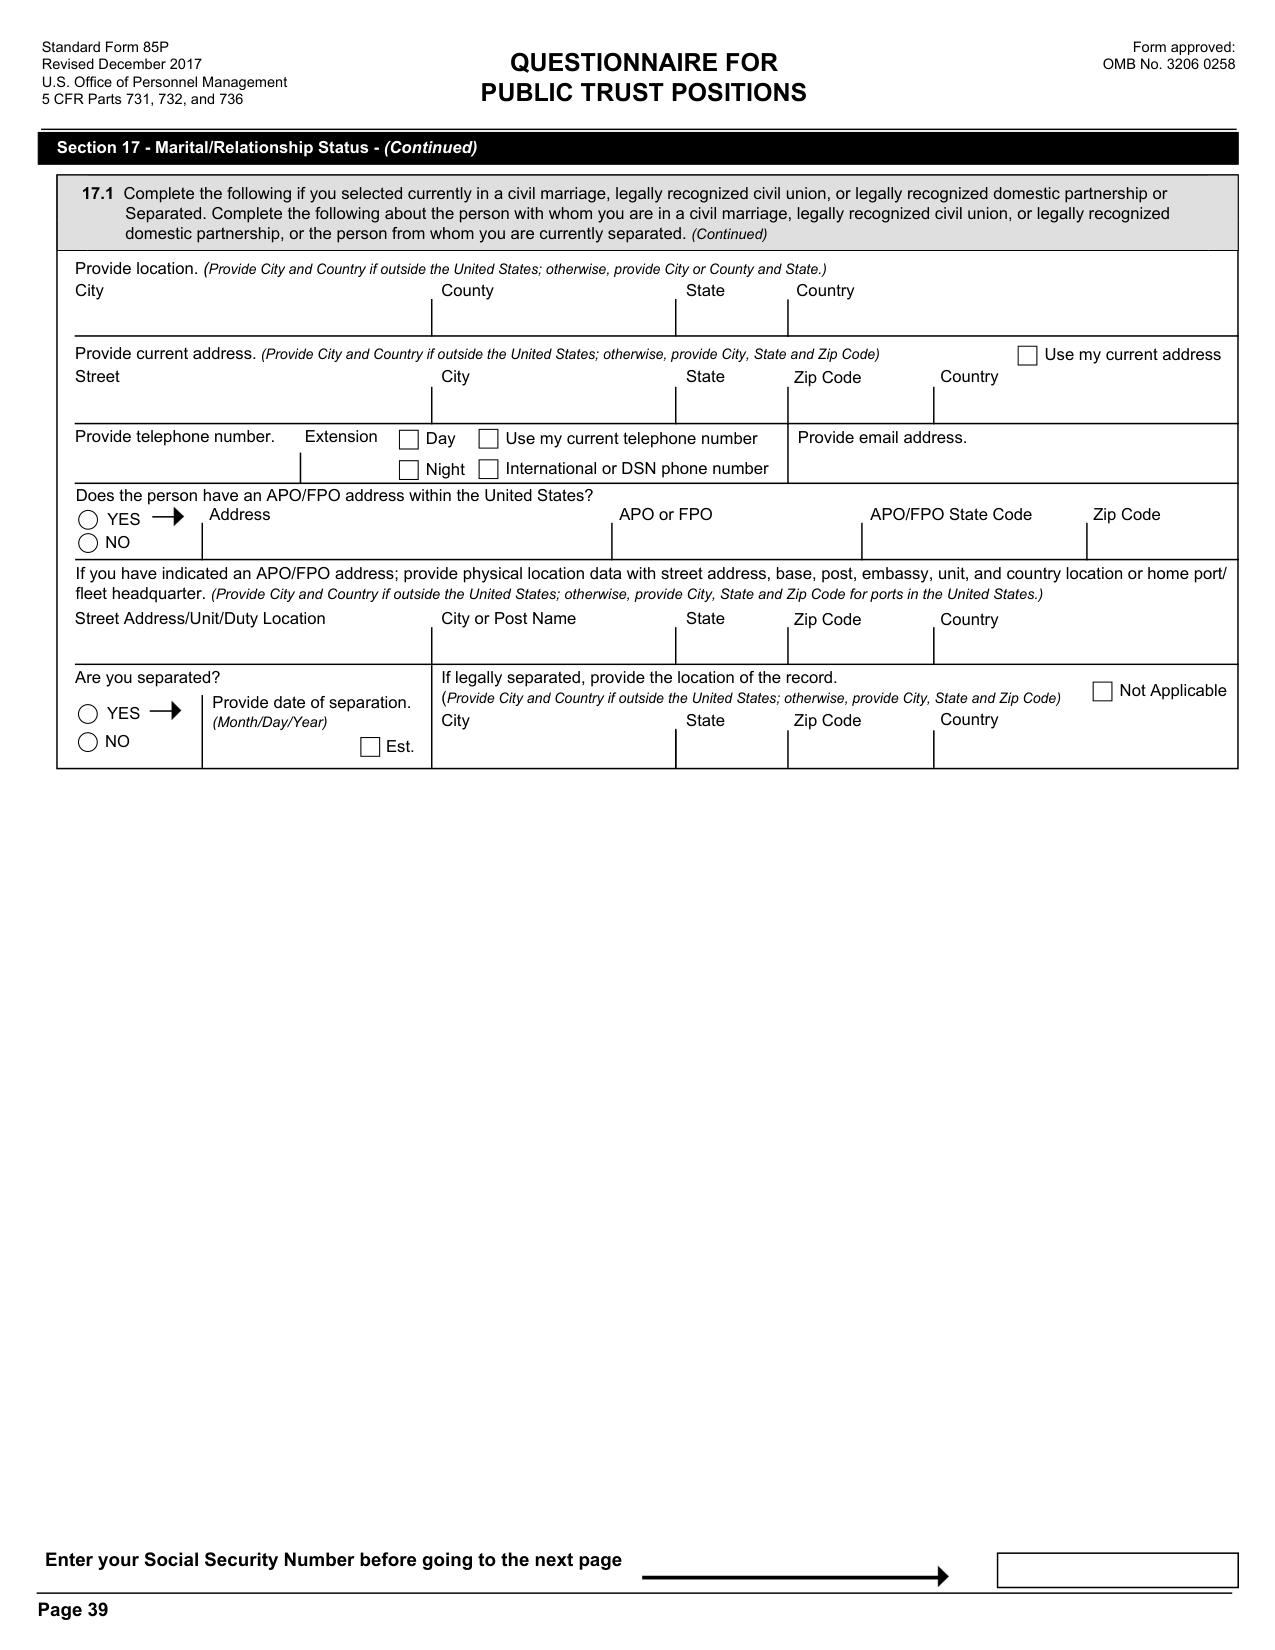 Standard Form 85P
Revised December 2017
U.S. Office of Personnel Management
5 CFR Parts 731, 732, and 736
QUESTIONNAIRE FOR
PUBLIC TRUST POSITIONS
Form approved:
OMB No. 3206 0258
Section 17 - Marital/Relationship Status - (Continued)
17.1 Complete the following if you selected currently in a civil marriage, legally recognized civil union, or legally recognized domestic partnership or
Separated. Complete the following about the person with whom you are in a civil marriage, legally recognized civil union, or legally recognized
domestic partnership, or the person from whom you are currently separated. (Continued)
Provide location. (Provide City and Country if outside the United States; otherwise, provide City or County and State.)
City County State Country
Provide current address. (Provide City and Country if outside the United States; otherwise, provide City, State and Zip Code) Use my current address
Street City State Zip Code Country
Provide telephone number. Extension Day Use my current telephone number Provide email address.
Night International or DSN phone number
Does the person have an APO/FPO address within the United States?
YES Address APO or FPO APO/FPO State Code Zip Code
NO
If you have indicated an APO/FPO address; provide physical location data with street address, base, post, embassy, unit, and country location or home port/
fleet headquarter. (Provide City and Country if outside the United States; otherwise, provide City, State and Zip Code for ports in the United States.)
Street Address/Unit/Duty Location City or Post Name State Zip Code Country
Are you separated?
YES
NO
Provide date of separation.
(Month/Day/Year)
Est.
If legally separated, provide the location of the record.
(Provide City and Country if outside the United States; otherwise, provide City, State and Zip Code) Not Applicable
City State Zip Code Country
Enter your Social Security Number before going to the next page
Page 39